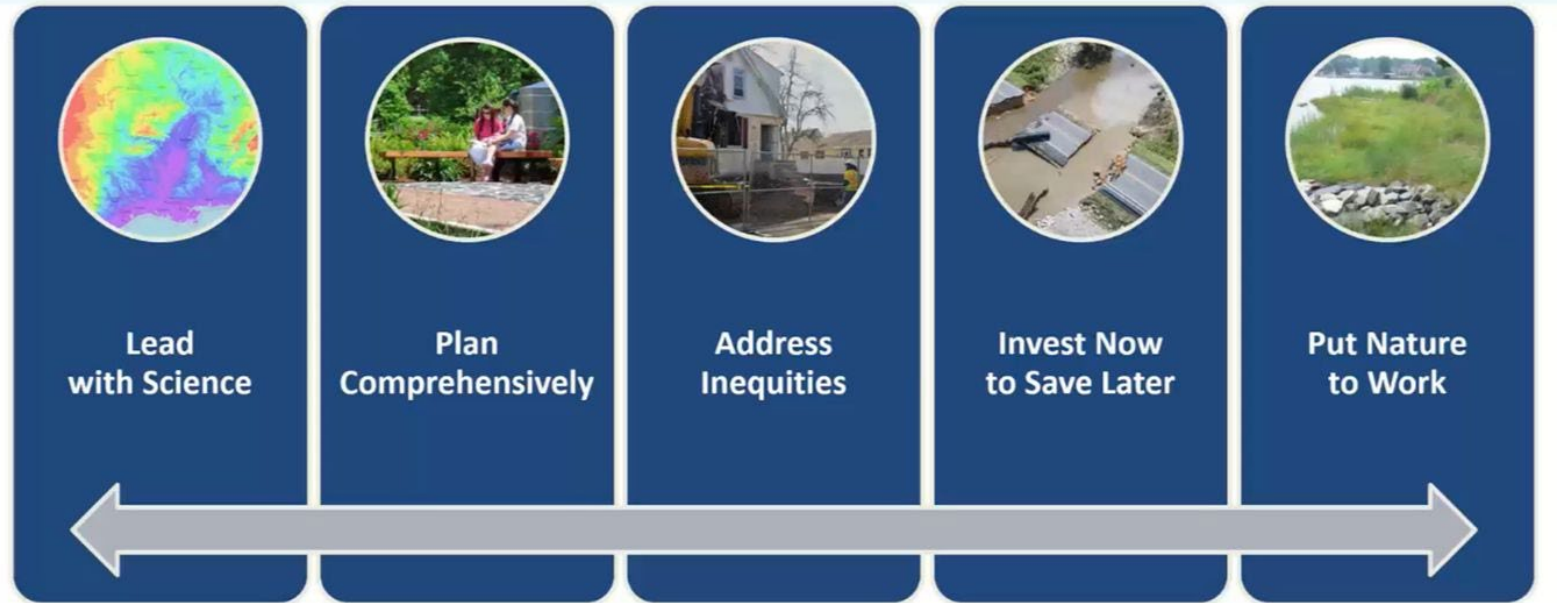 Lead
with Science
Plan
Comprehensively
Address
Inequities
Invest Now
to Save Later
Put Nature
to Work